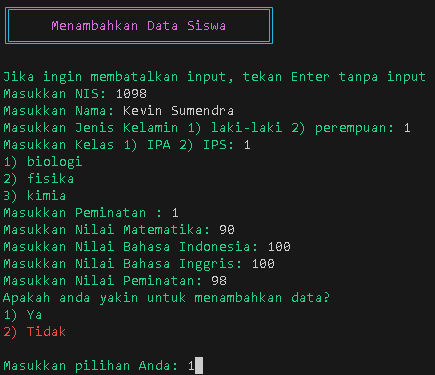 Menambahkan Data Siswa
Jika ingin membatalkan input, tekan Enter tanpa input
Masukkan NIS: 1098
Masukkan Nama: Kevin Sumendra
Masukkan Jenis Kelamin 1) laki-laki 2) perempuan: 1
Masukkan Kelas 1) IPA 2) IPS: 1
1) biologi
2) fisika
3) kimia
Masukkan Peminatan : 1
Masukkan Nilai Matematika: 90
Masukkan Nilai Bahasa Indonesia: 100
Masukkan Nilai Bahasa Inggris: 100
Masukkan Nilai Peminatan: 98
Apakah anda yakin untuk menambahkan data?
1) Ya
2) Tidak
Masukkan pilihan Anda: 1